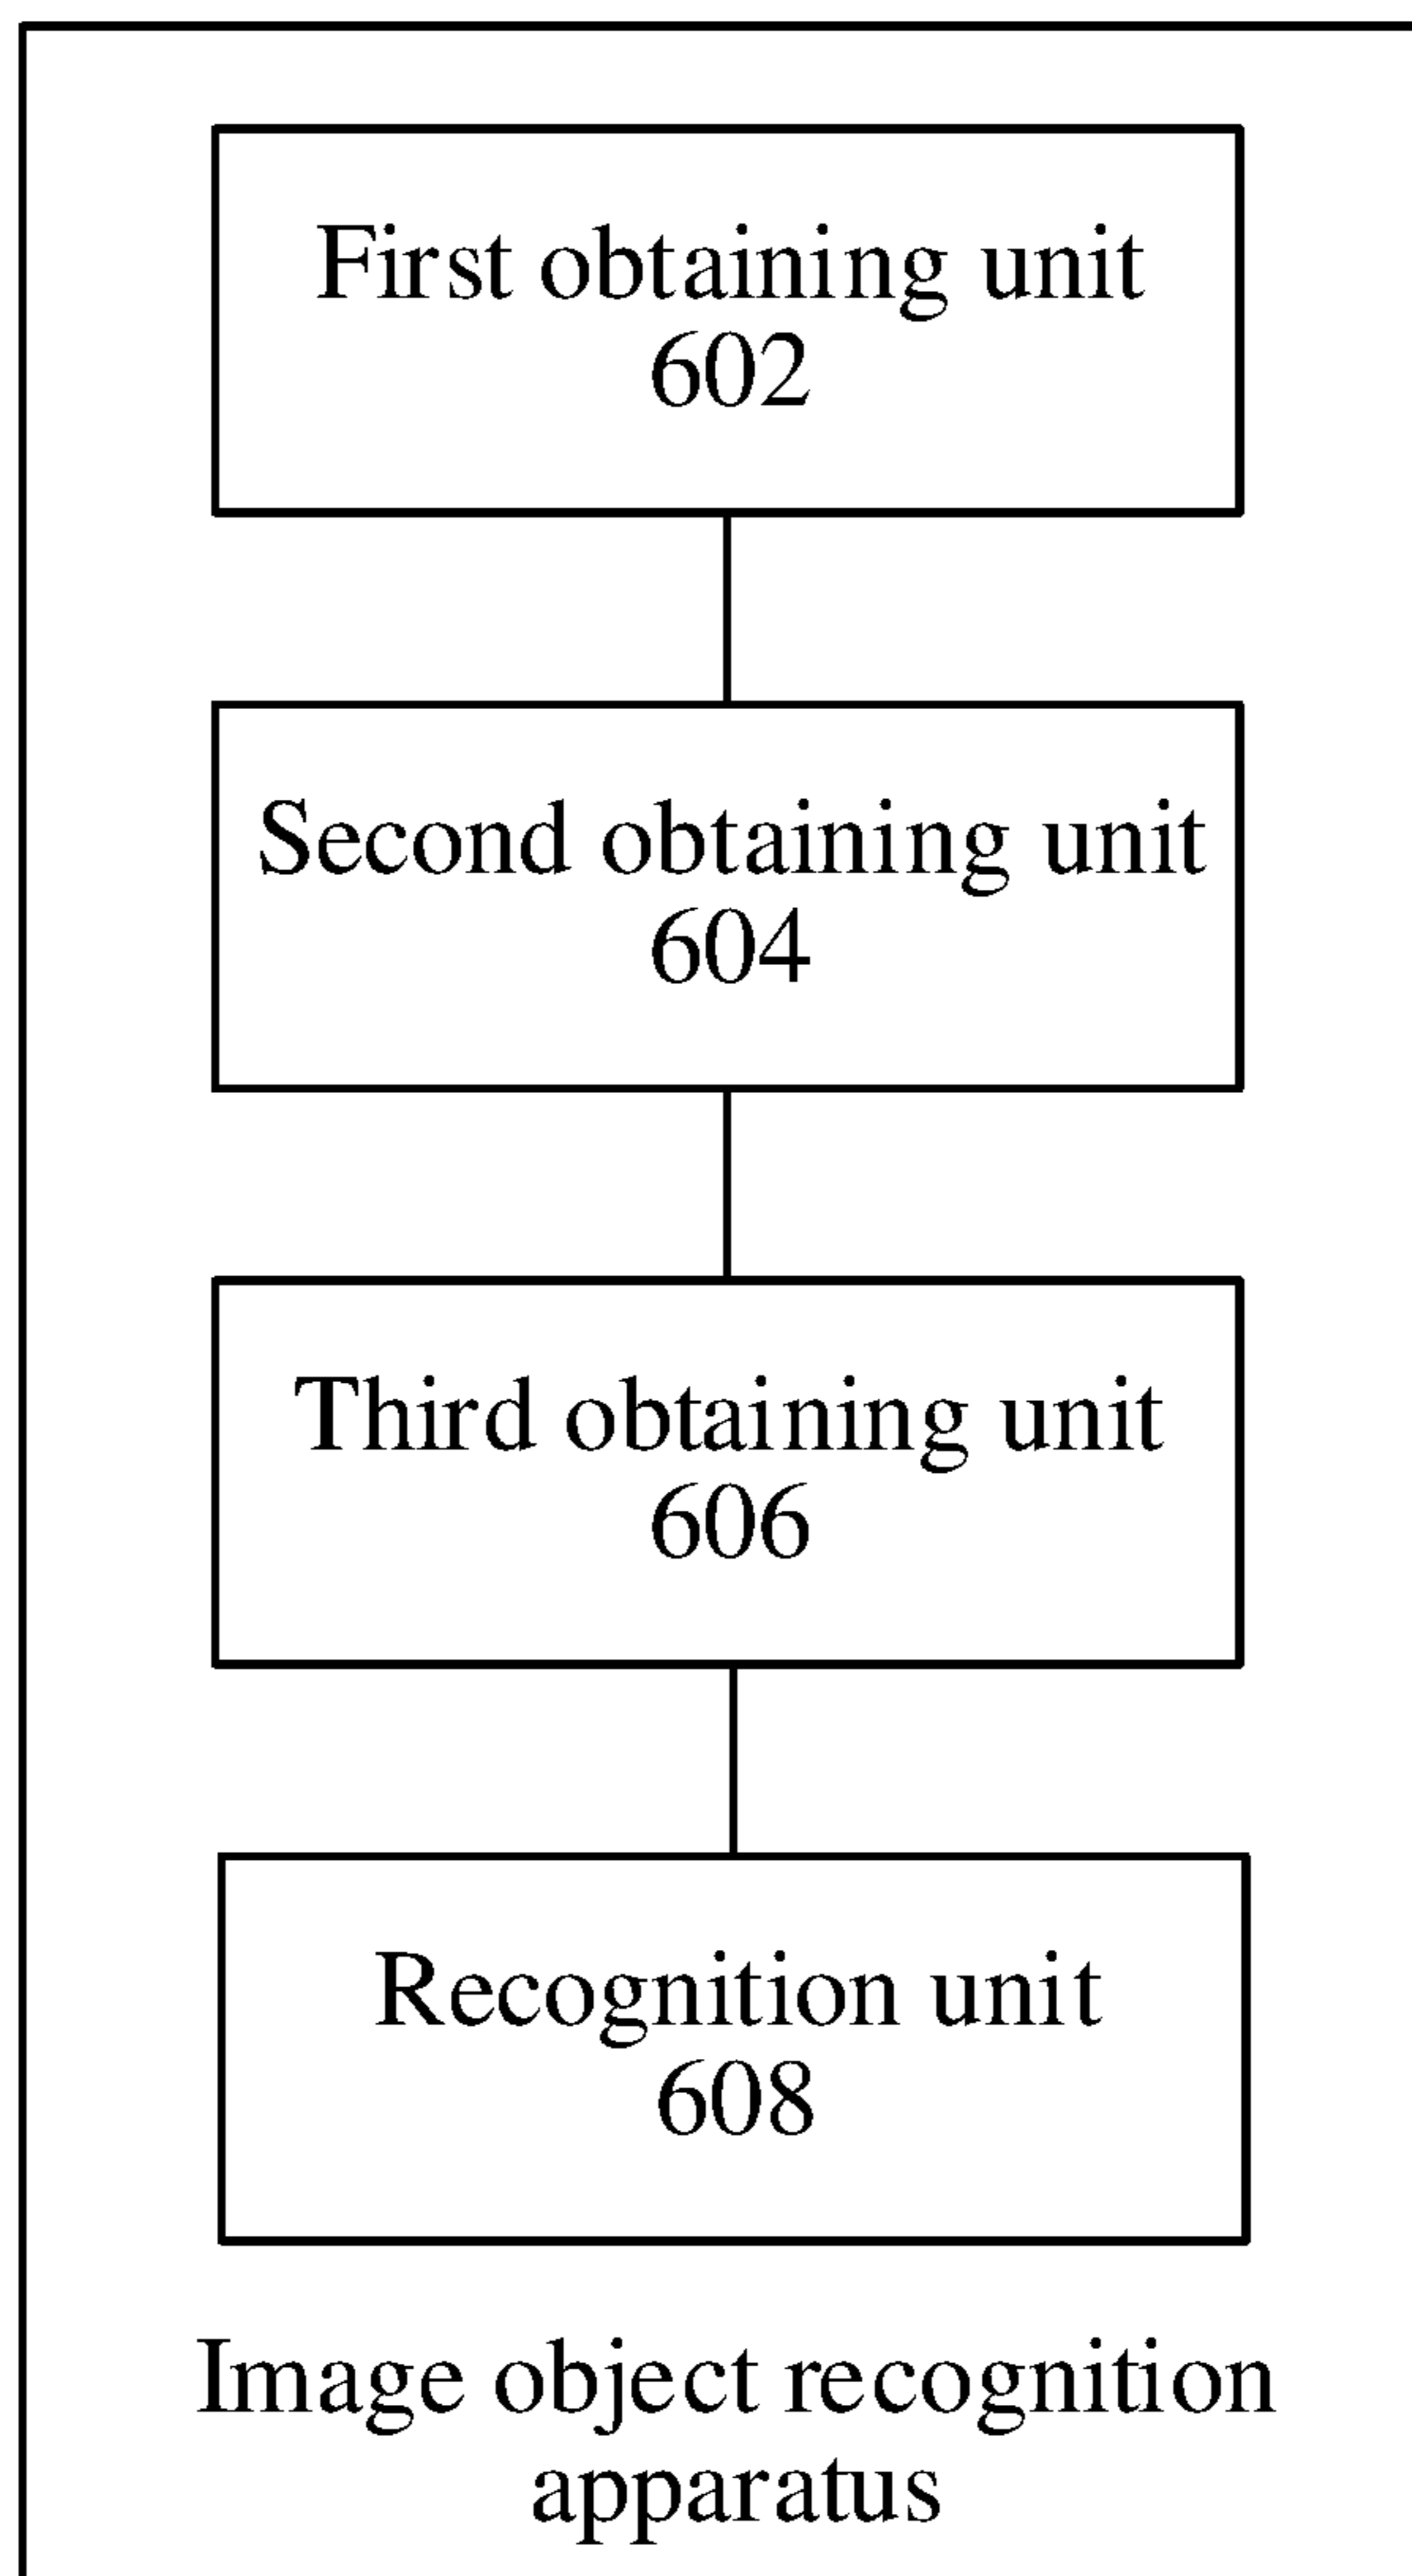 First obtaining unit
602
Second obtaining unit
604
Third obtaining unit
606
Recognition unit
608
Image object recognition
apparatus